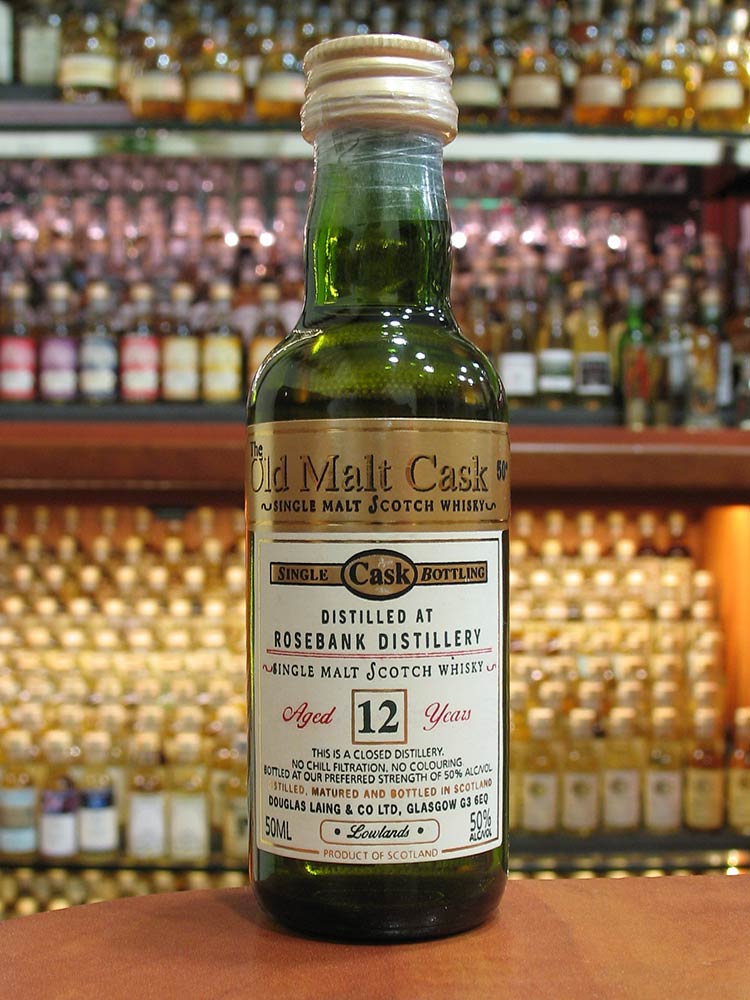 The
Old Malt Cask 50°
SINGLE MALT SCOTCH WHISKY
SINGLE Cask BOTTLING
DISTILLED AT
ROSEBANK DISTILLERY
SINGLE MALT SCOTCH WHISKY
Aged 12 Years
THIS IS A CLOSED DISTILLERY.
NO CHILL FILTRATION, NO COLOURING
BOTTLED AT OUR PREFERRED STRENGTH OF 50% ALC/VOL
DISTILLED, MATURED AND BOTTLED IN SCOTLAND
DOUGLAS LAING & CO LTD, GLASGOW G3 6EQ
50ML • Lowlands • 50%
ALC/VOL
PRODUCT OF SCOTLAND